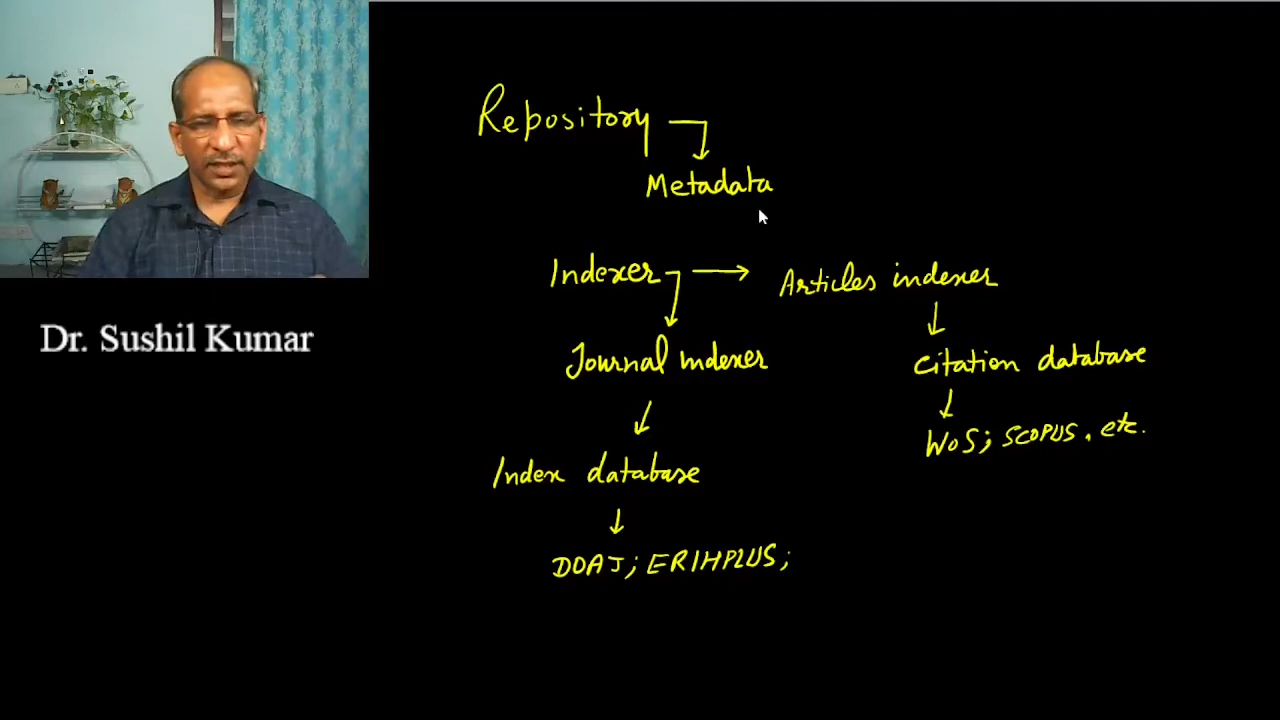 Repository
Metadata
Indexer → Articles indexer
Journal indexer
Citation database
Index database
WoS; SCOPUS, etc.
DOAJ; ERIHPLUS;
Dr. Sushil Kumar